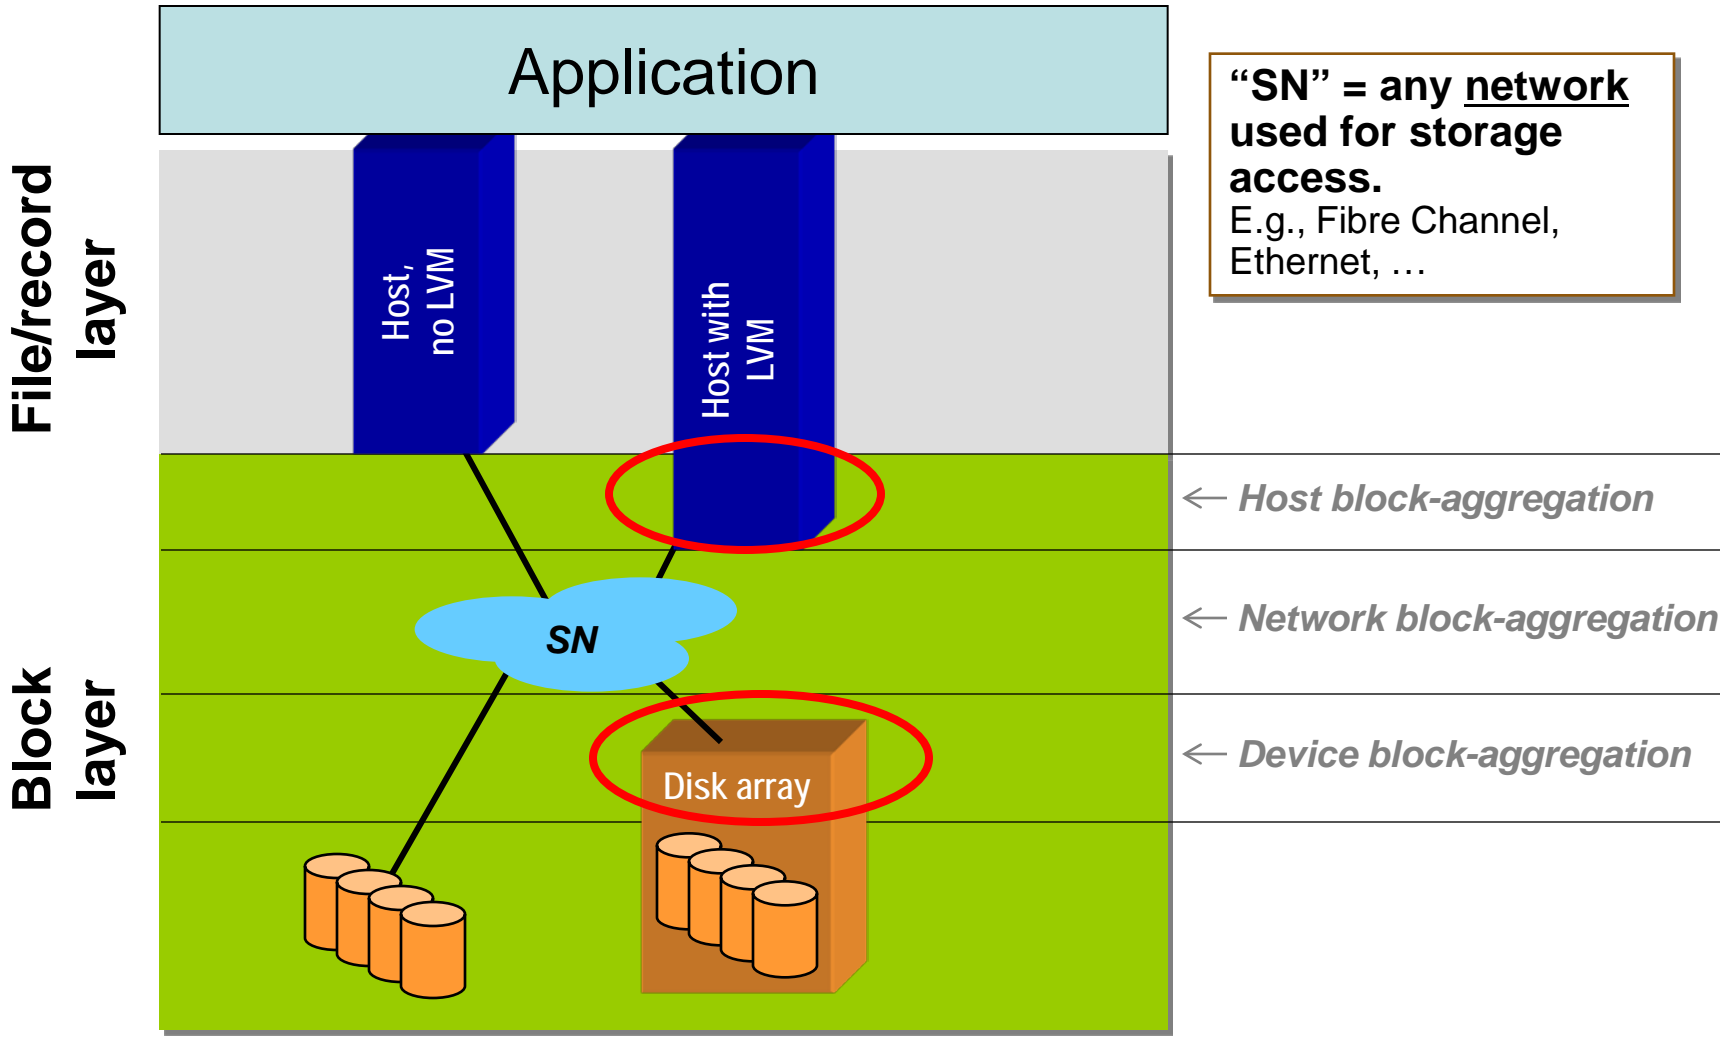 Application
“SN” = any network
used for storage
access.
E.g., Fibre Channel,
Ethernet, …
File/record
layer
Host,
no LVM
Host with
LVM
Host block-aggregation
Network block-aggregation
SN
Block
layer
Device block-aggregation
Disk array